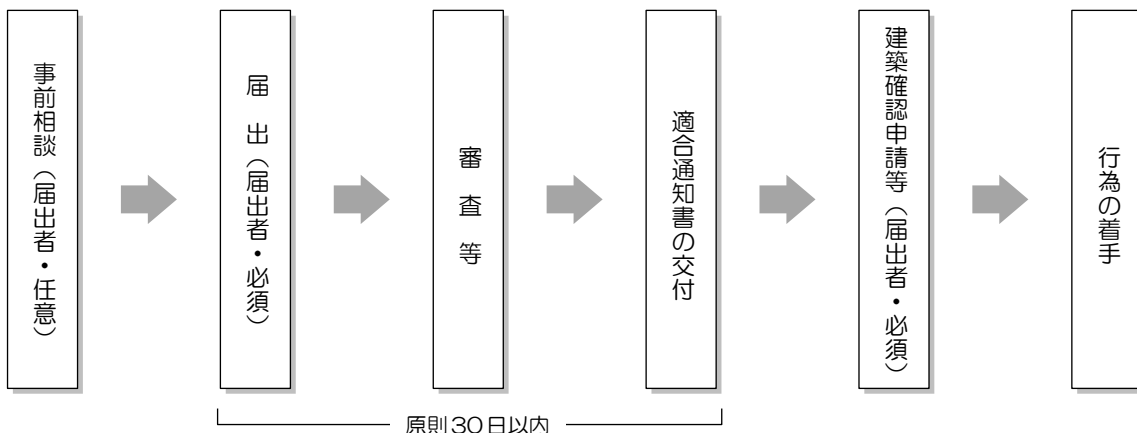 事前相談（届出者・任意）
届　出（届出者・必須）
審　査　等
適合通知書の交付
建築確認申請等（届出者・必須）
行為の着手
原則30日以内